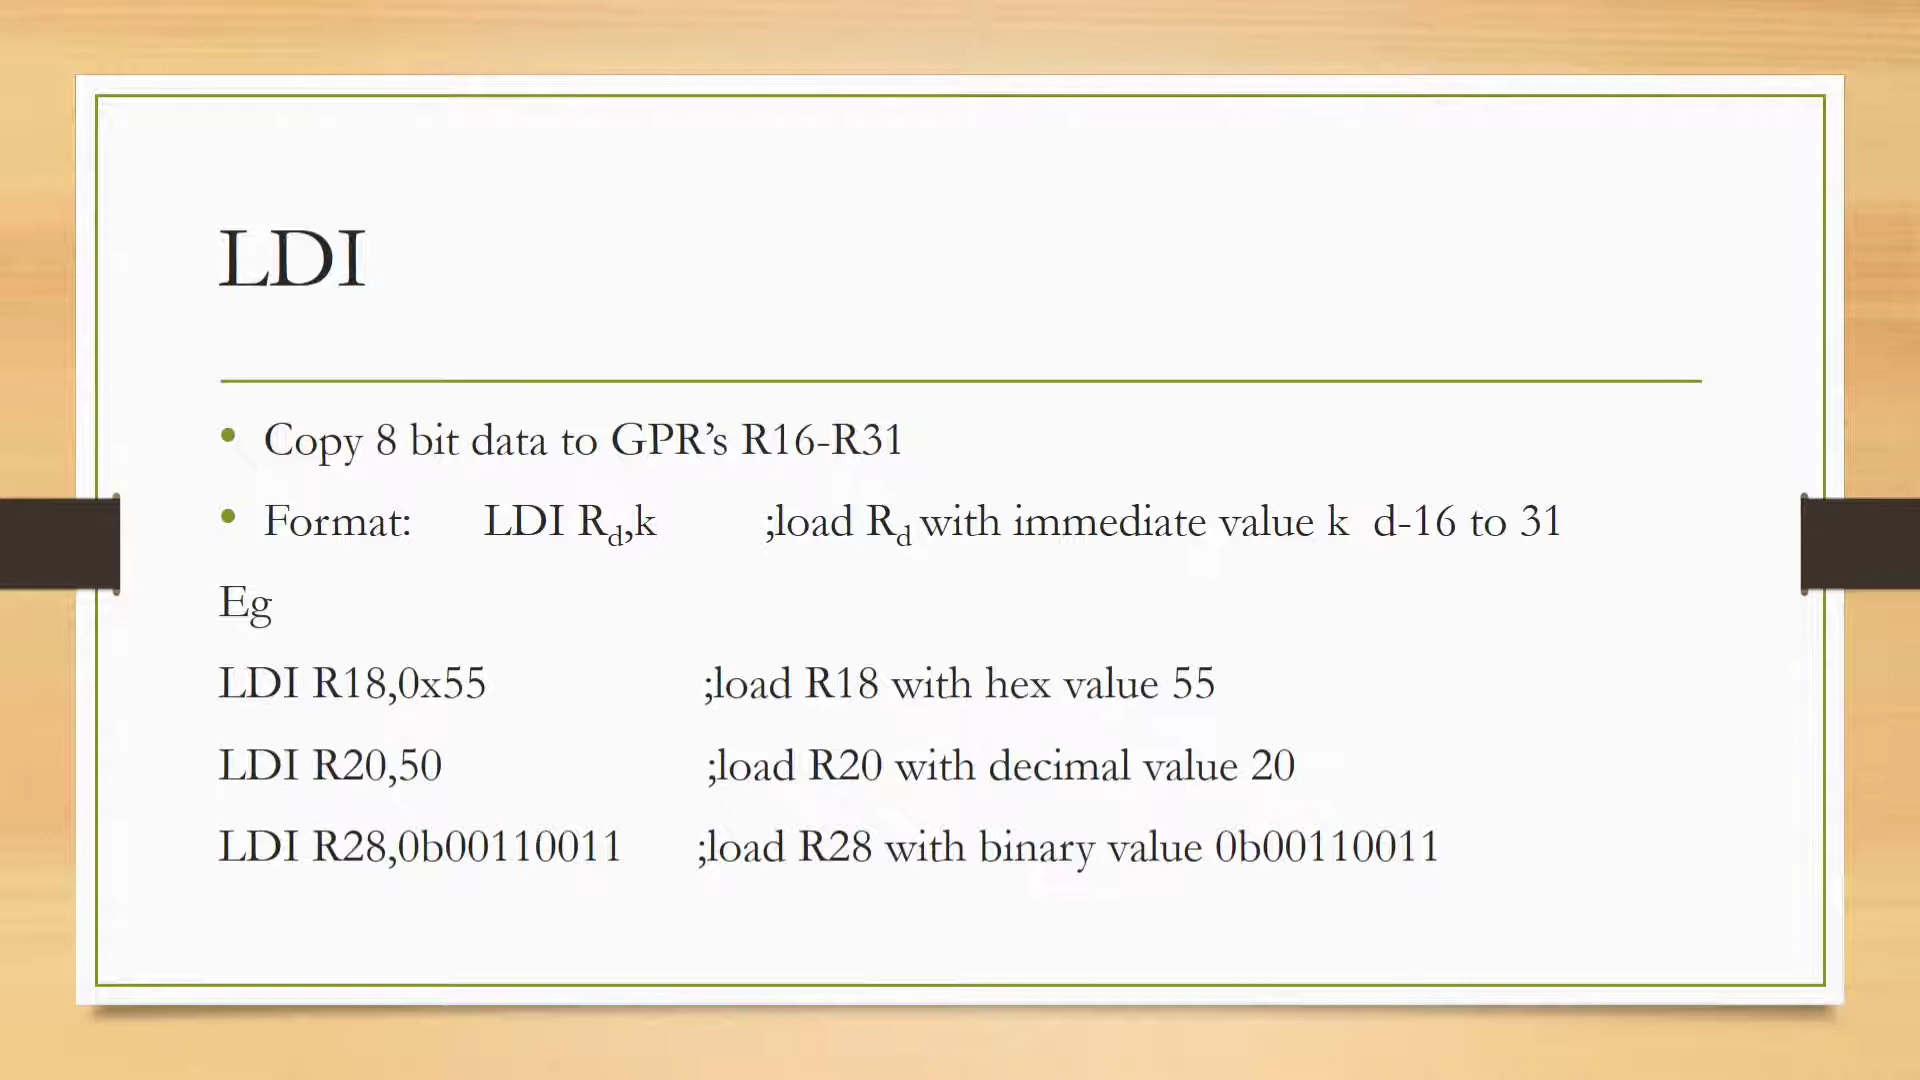 LDI
• Copy 8 bit data to GPR’s R16-R31
• Format: LDI Rd,k ;load Rd with immediate value k d-16 to 31
Eg
LDI R18,0x55 ;load R18 with hex value 55
LDI R20,50 ;load R20 with decimal value 20
LDI R28,0b00110011 ;load R28 with binary value 0b00110011